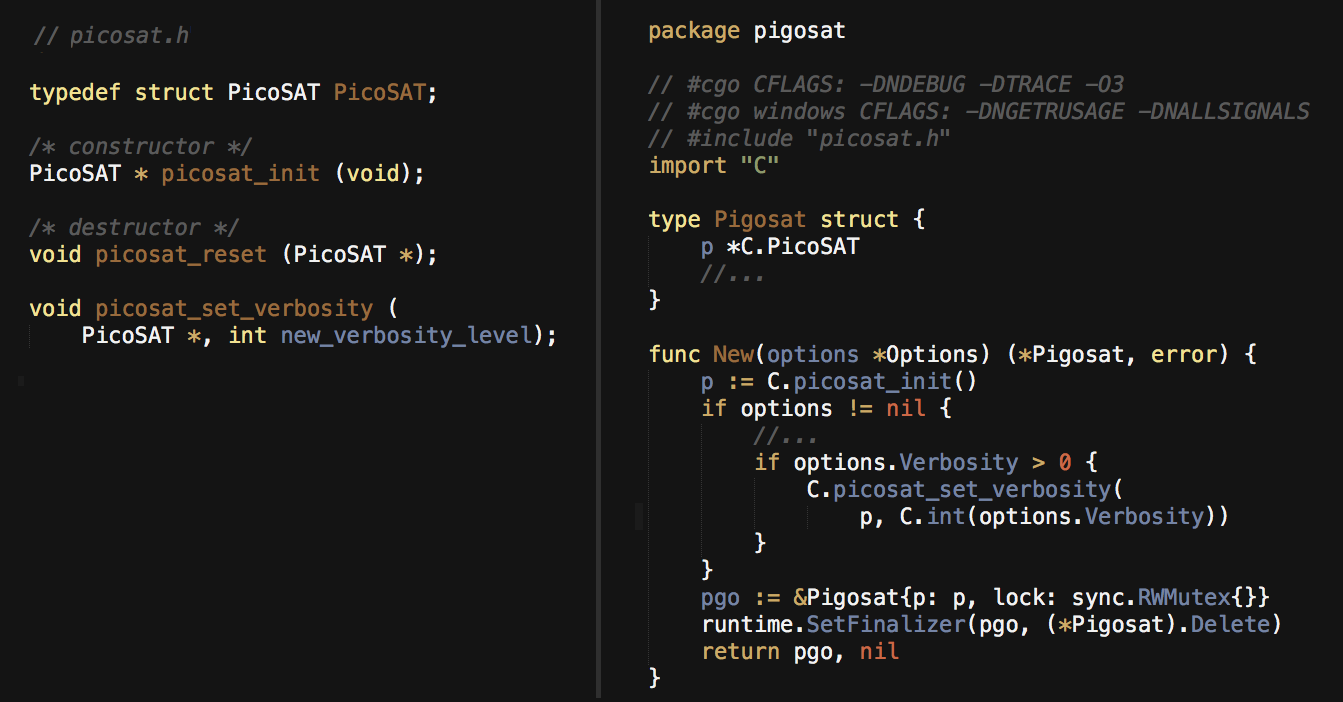 // picosat.h
typedef struct PicoSAT PicoSAT;
/* constructor */
PicoSAT * picosat_init (void);
/* destructor */
void picosat_reset (PicoSAT *);
void picosat_set_verbosity (
    PicoSAT *, int new_verbosity_level);
package pigosat
// #cgo CFLAGS: -DNDEBUG -DTRACE -O3
// #cgo windows CFLAGS: -DNGETRUSAGE -DNALLSIGNALS
// #include "picosat.h"
import "C"
type Pigosat struct {
    p *C.PicoSAT
    //...
}
func New(options *Options) (*Pigosat, error) {
    p := C.picosat_init()
    if options != nil {
        //...
        if options.Verbosity > 0 {
            C.picosat_set_verbosity(
                p, C.int(options.Verbosity))
        }
    }
    pgo := &Pigosat{p: p, lock: sync.RWMutex{}}
    runtime.SetFinalizer(pgo, (*Pigosat).Delete)
    return pgo, nil
}